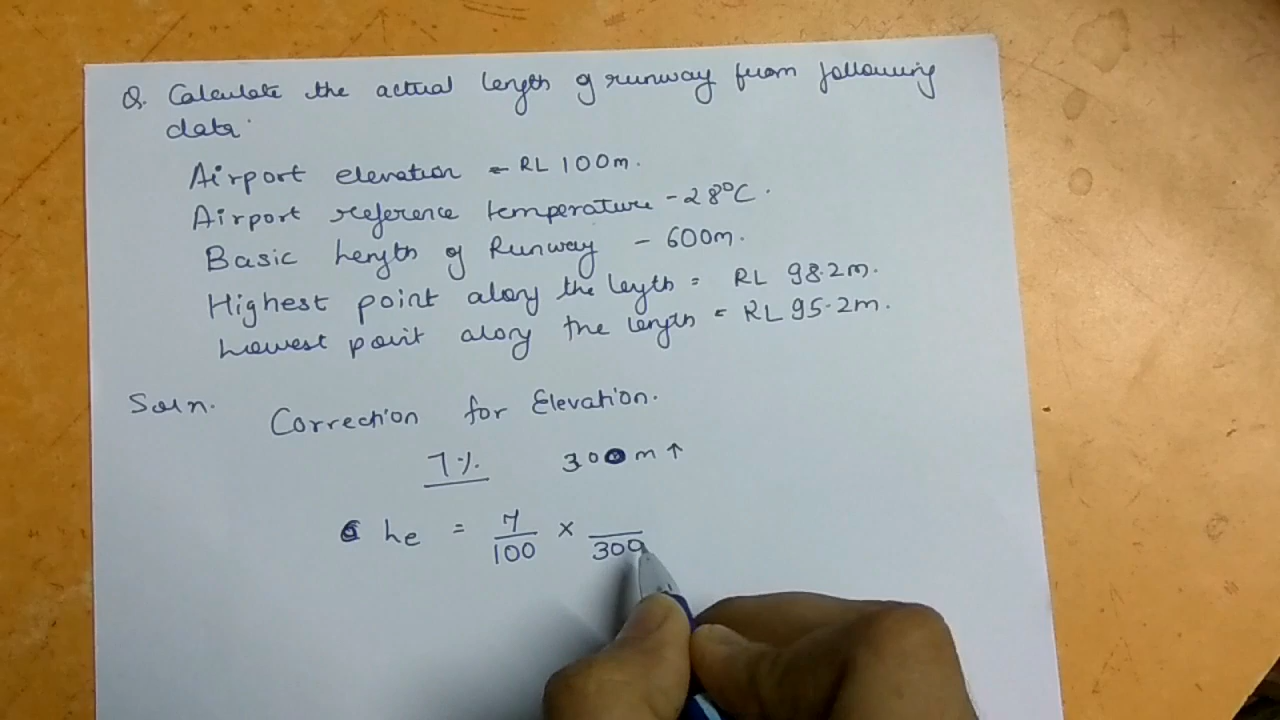 Q. Calculate the actual length of runway from following
data.
Airport elevation = RL 100m.
Airport reference temperature - 28°C.
Basic Length of Runway - 600m.
Highest point along the length = RL 98.2m.
Lowest point along the length = RL 95.2m.
Soln. Correction for Elevation.
7% 300m ↑
Le = 7/100 × /300